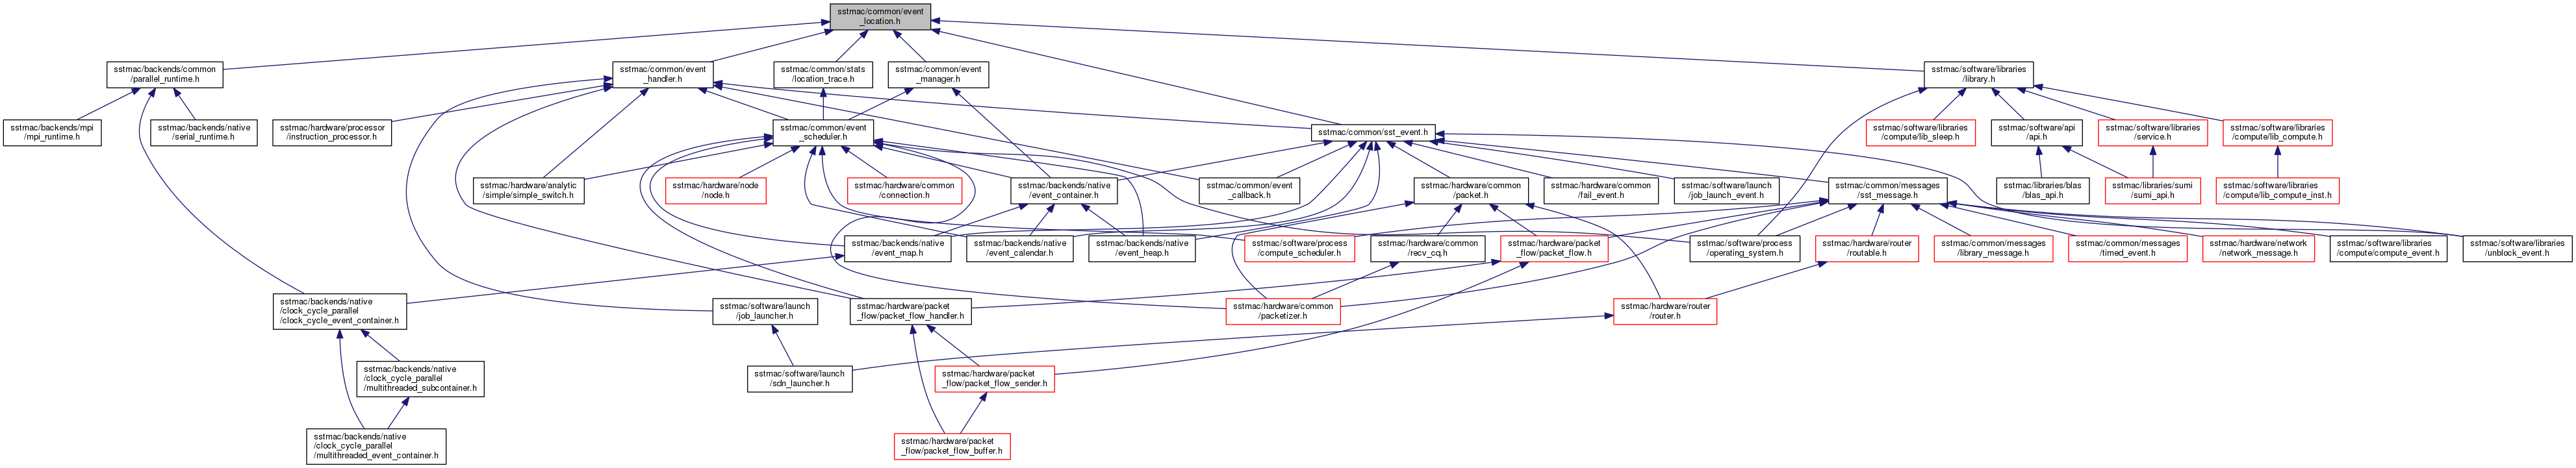 sstmac/common/event
_location.h
sstmac/backends/common
/parallel_runtime.h
sstmac/common/event
_handler.h
sstmac/common/stats
/location_trace.h
sstmac/common/event
_manager.h
sstmac/software/libraries
/library.h
sstmac/backends/mpi
/mpi_runtime.h
sstmac/backends/native
/serial_runtime.h
sstmac/hardware/processor
/instruction_processor.h
sstmac/common/event
_scheduler.h
sstmac/common/sst_event.h
sstmac/software/libraries
/compute/lib_sleep.h
sstmac/software/api
/api.h
sstmac/software/libraries
/service.h
sstmac/software/libraries
/compute/lib_compute.h
sstmac/hardware/analytic
/simple/simple_switch.h
sstmac/hardware/node
/node.h
sstmac/hardware/common
/connection.h
sstmac/backends/native
/event_container.h
sstmac/common/event
_callback.h
sstmac/hardware/common
/packet.h
sstmac/hardware/common
/fail_event.h
sstmac/software/launch
/job_launch_event.h
sstmac/common/messages
/sst_message.h
sstmac/libraries/blas
/blas_api.h
sstmac/libraries/sumi
/sumi_api.h
sstmac/software/libraries
/compute/lib_compute_inst.h
sstmac/backends/native
/event_map.h
sstmac/backends/native
/event_calendar.h
sstmac/backends/native
/event_heap.h
sstmac/software/process
/compute_scheduler.h
sstmac/hardware/common
/recv_cq.h
sstmac/hardware/packet
_flow/packet_flow.h
sstmac/software/process
/operating_system.h
sstmac/hardware/router
/routable.h
sstmac/common/messages
/library_message.h
sstmac/common/messages
/timed_event.h
sstmac/hardware/network
/network_message.h
sstmac/software/libraries
/compute/compute_event.h
sstmac/software/libraries
/unblock_event.h
sstmac/backends/native
/clock_cycle_parallel
/clock_cycle_event_container.h
sstmac/software/launch
/job_launcher.h
sstmac/hardware/packet
_flow/packet_flow_handler.h
sstmac/hardware/common
/packetizer.h
sstmac/hardware/router
/router.h
sstmac/backends/native
/clock_cycle_parallel
/multithreaded_subcontainer.h
sstmac/software/launch
/sdn_launcher.h
sstmac/hardware/packet
_flow/packet_flow_sender.h
sstmac/backends/native
/clock_cycle_parallel
/multithreaded_event_container.h
sstmac/hardware/packet
_flow/packet_flow_buffer.h